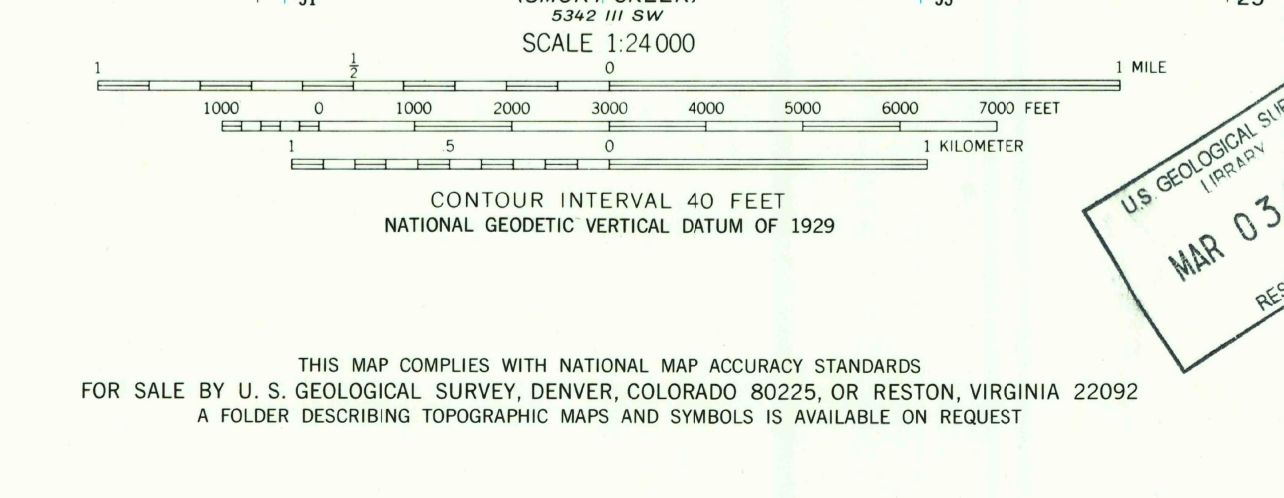 5342 III SW
SCALE 1:24 000
1 ½ 0 1 MILE
1000 0 1000 2000 3000 4000 5000 6000 7000 FEET
1 .5 0 1 KILOMETER
CONTOUR INTERVAL 40 FEET
NATIONAL GEODETIC VERTICAL DATUM OF 1929
THIS MAP COMPLIES WITH NATIONAL MAP ACCURACY STANDARDS
FOR SALE BY U. S. GEOLOGICAL SURVEY, DENVER, COLORADO 80225, OR RESTON, VIRGINIA 22092
A FOLDER DESCRIBING TOPOGRAPHIC MAPS AND SYMBOLS IS AVAILABLE ON REQUEST
U.S. GEOLOGICAL
LIBRARY
MAR 03